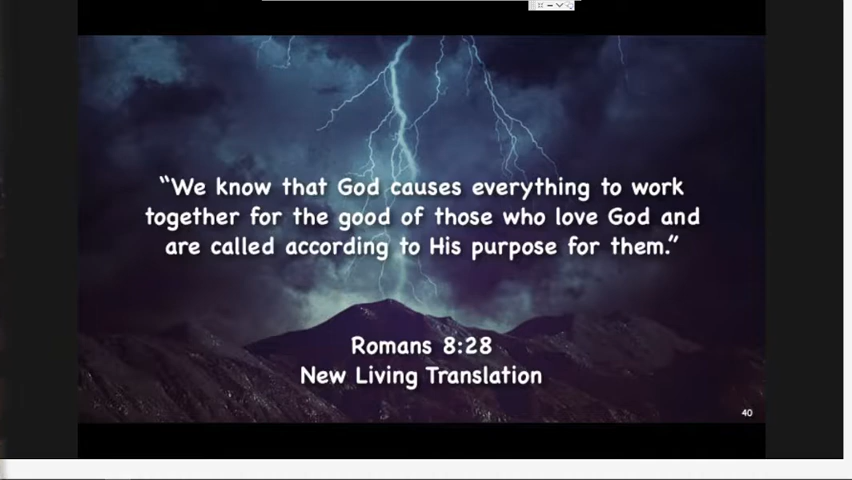 “We know that God causes everything to work
together for the good of those who love God and
are called according to His purpose for them.”
Romans 8:28
New Living Translation
40